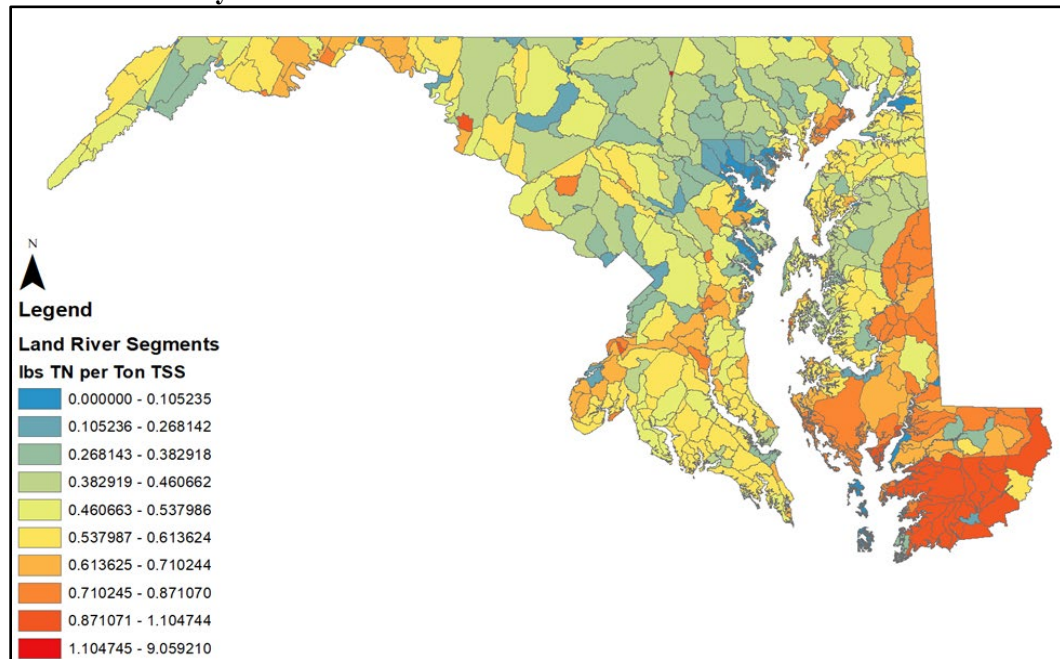 N
Legend
Land River Segments
lbs TN per Ton TSS
0.000000 - 0.105235
0.105236 - 0.268142
0.268143 - 0.382918
0.382919 - 0.460662
0.460663 - 0.537986
0.537987 - 0.613624
0.613625 - 0.710244
0.710245 - 0.871070
0.871071 - 1.104744
1.104745 - 9.059210